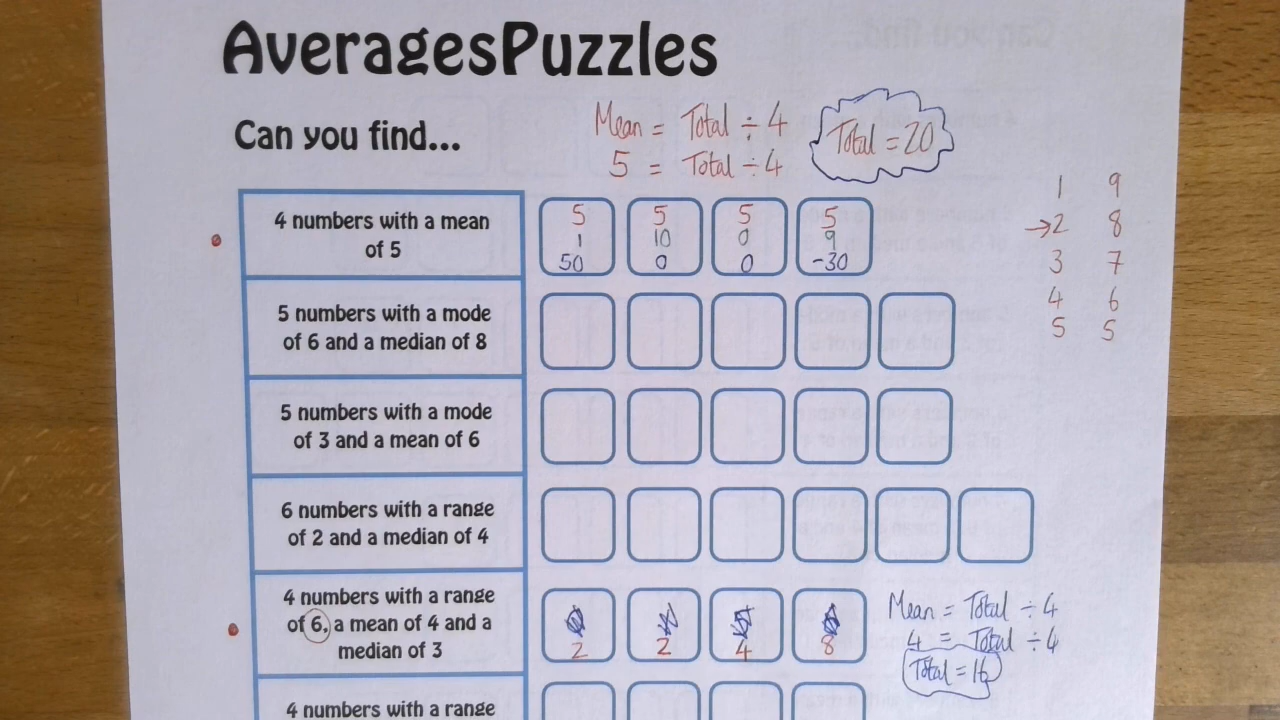 AveragesPuzzles
Can you find...
Mean = Total ÷ 4
5 = Total ÷ 4
Total = 20
1 9
→2 8
3 7
4 6
5 5
4 numbers with a mean
of 5
5 5 5 5
1 10 0 9
50 0 0 -30
5 numbers with a mode
of 6 and a median of 8
5 numbers with a mode
of 3 and a mean of 6
6 numbers with a range
of 2 and a median of 4
4 numbers with a range
of 6, a mean of 4 and a
median of 3
2 2 4 8
Mean = Total ÷ 4
4 = Total ÷ 4
Total = 16
4 numbers with a range